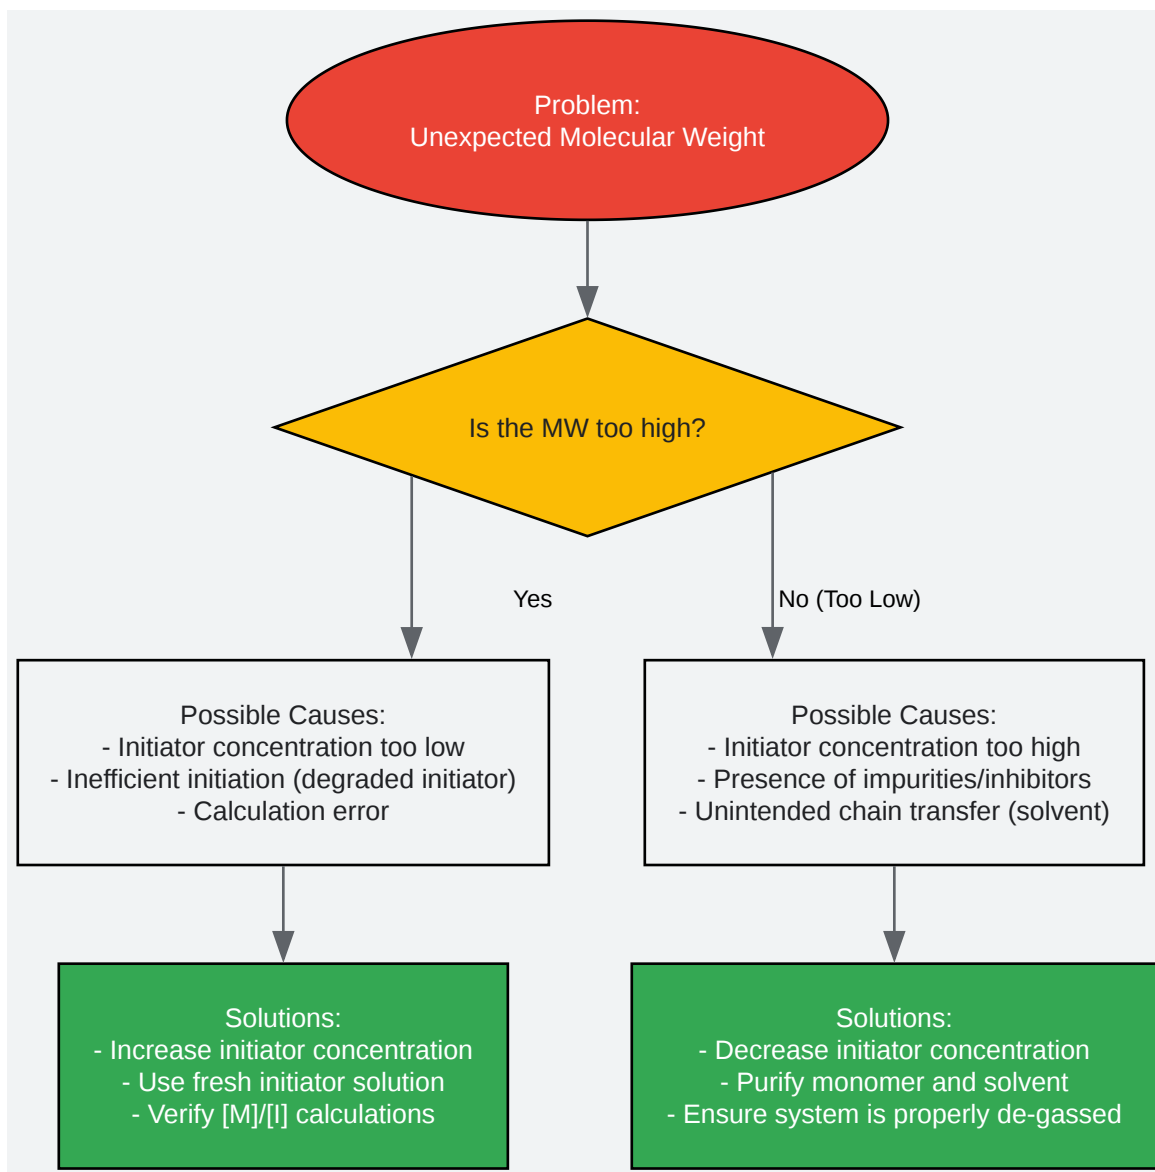 Problem:
Unexpected Molecular Weight
Is the MW too high?
Yes
No (Too Low)
Possible Causes:
- Initiator concentration too low
- Inefficient initiation (degraded initiator)
- Calculation error
Possible Causes:
- Initiator concentration too high
- Presence of impurities/inhibitors
- Unintended chain transfer (solvent)
Solutions:
- Increase initiator concentration
- Use fresh initiator solution
- Verify [M]/[I] calculations
Solutions:
- Decrease initiator concentration
- Purify monomer and solvent
- Ensure system is properly de-gassed